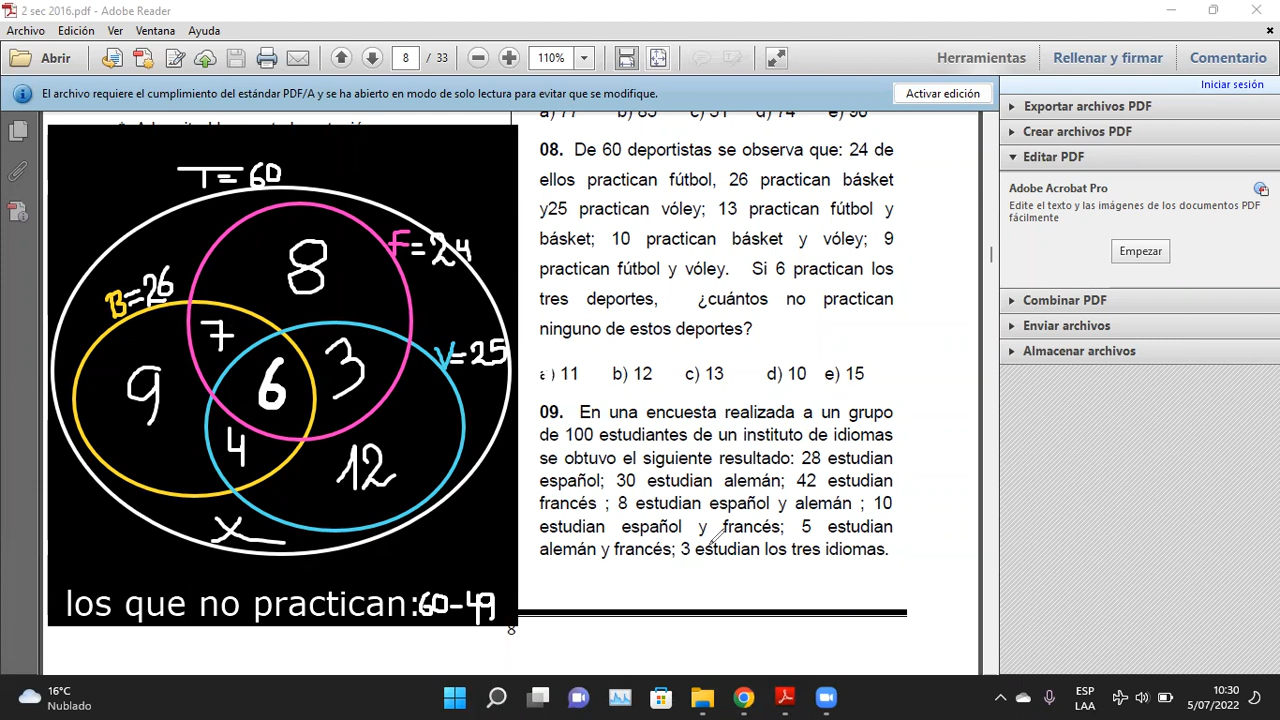 2 sec 2016.pdf - Adobe Reader
Archivo Edición Ver Ventana Ayuda
Abrir 8 / 33 110% Herramientas Rellenar y firmar Comentario
El archivo requiere el cumplimiento del estándar PDF/A y se ha abierto en modo de solo lectura para evitar que se modifique. Activar edición
Iniciar sesión
Exportar archivos PDF
Crear archivos PDF
Editar PDF
Adobe Acrobat Pro
Edite el texto y las imágenes de los documentos PDF
fácilmente
Empezar
Combinar PDF
Enviar archivos
Almacenar archivos
T=60
F=24
B=26
V=25
8
7
6
3
9
4
12
X
los que no practican:60-49
08. De 60 deportistas se observa que: 24 de
ellos practican fútbol, 26 practican básket
y25 practican vóley; 13 practican fútbol y
básket; 10 practican básket y vóley; 9
practican fútbol y vóley. Si 6 practican los
tres deportes, ¿cuántos no practican
ninguno de estos deportes?
a) 11 b) 12 c) 13 d) 10 e) 15
09. En una encuesta realizada a un grupo
de 100 estudiantes de un instituto de idiomas
se obtuvo el siguiente resultado: 28 estudian
español; 30 estudian alemán; 42 estudian
francés ; 8 estudian español y alemán ; 10
estudian español y francés; 5 estudian
alemán y francés; 3 estudian los tres idiomas.
8
16°C
Nublado
ESP
LAA
10:30
5/07/2022